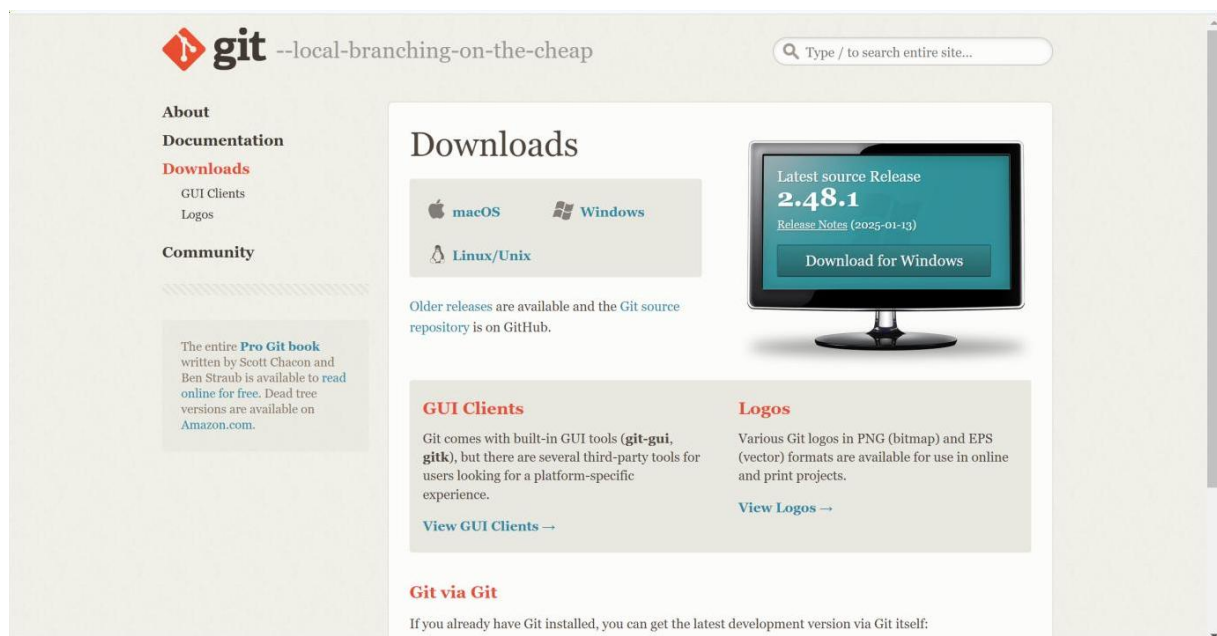 git --local-branching-on-the-cheap
Type / to search entire site...
About
Documentation
Downloads
GUI Clients
Logos
Community
The entire Pro Git book
written by Scott Chacon and
Ben Straub is available to read
online for free. Dead tree
versions are available on
Amazon.com.
Downloads
macOS
Windows
Linux/Unix
Older releases are available and the Git source
repository is on GitHub.
Latest source Release
2.48.1
Release Notes (2025-01-13)
Download for Windows
GUI Clients
Git comes with built-in GUI tools (git-gui,
gitk), but there are several third-party tools for
users looking for a platform-specific
experience.
View GUI Clients →
Logos
Various Git logos in PNG (bitmap) and EPS
(vector) formats are available for use in online
and print projects.
View Logos →
Git via Git
If you already have Git installed, you can get the latest development version via Git itself: